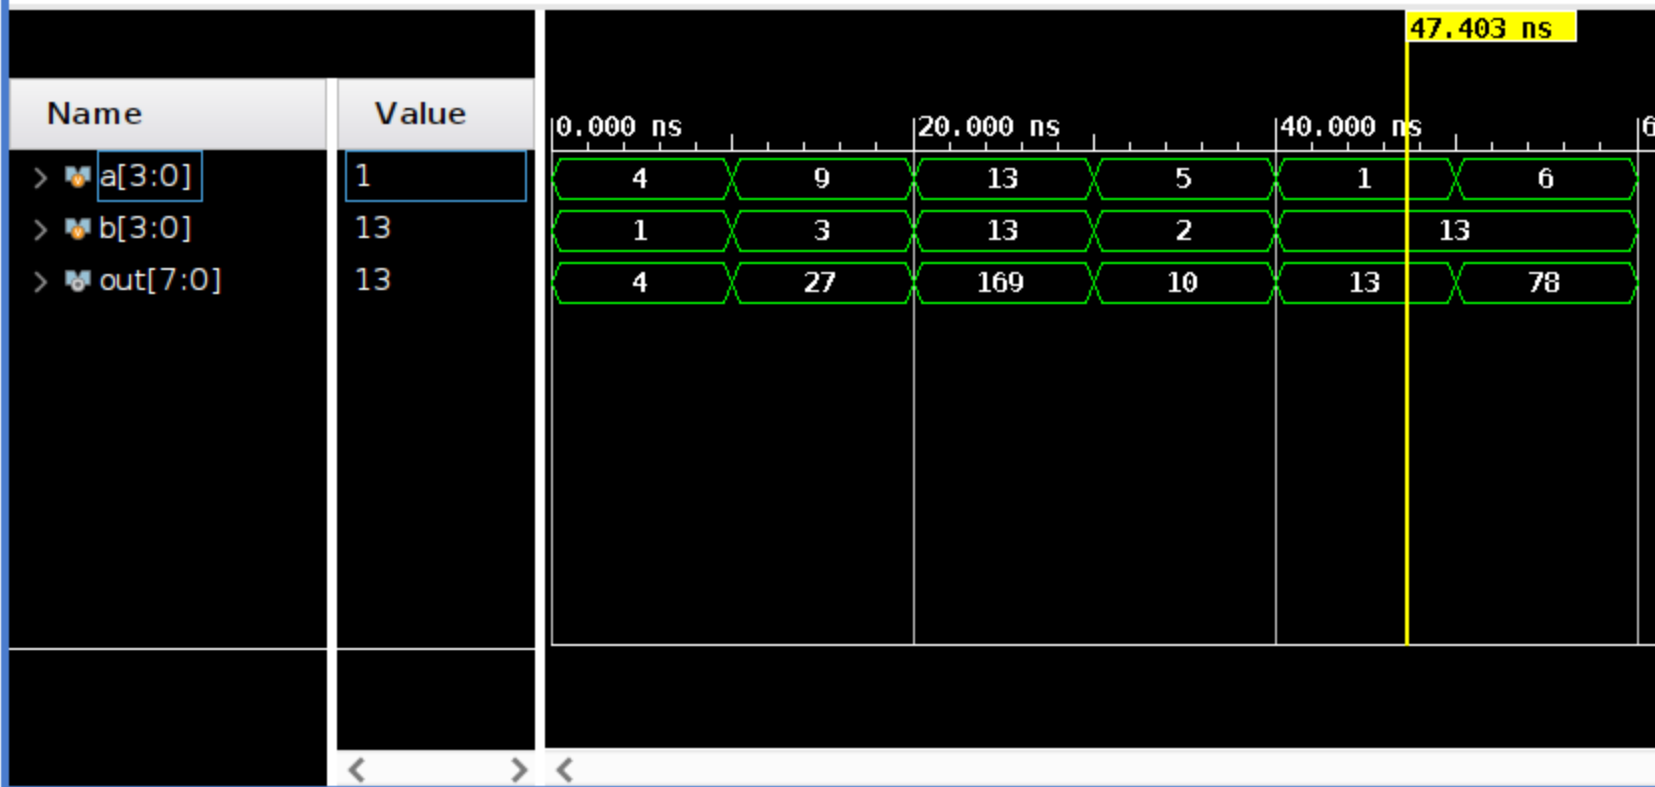 47.403 ns
Name Value
0.000 ns 20.000 ns 40.000 ns 6
a[3:0] 1 4 9 13 5 1 6
b[3:0] 13 1 3 13 2 13
out[7:0] 13 4 27 169 10 13 78